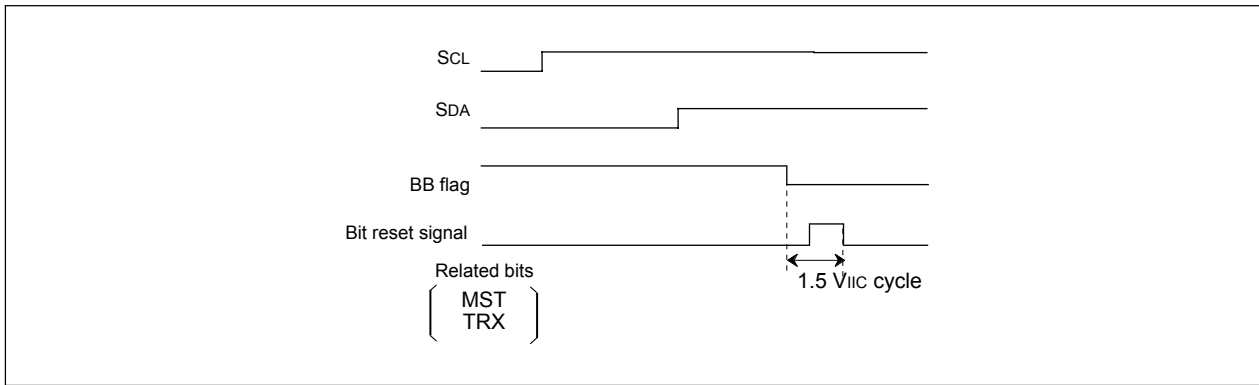 SCL
SDA
BB flag
Bit reset signal
1.5 VIIC cycle
Related bits
MST
TRX